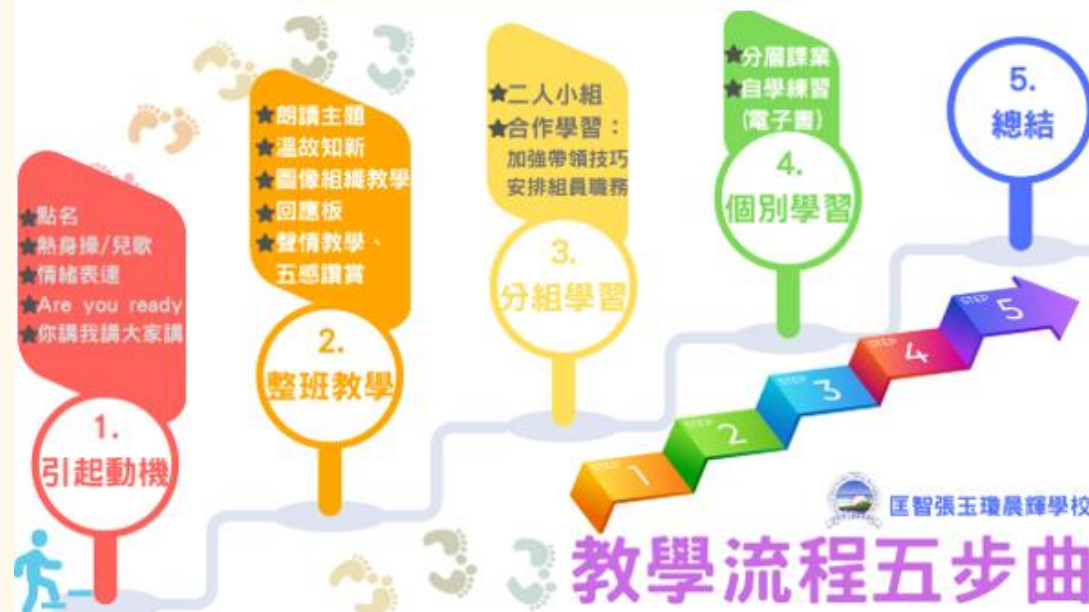 ★點名
★熱身操/兒歌
★情緒表達
★Are you ready
★你講我講大家講
1.
引起動機
★朗讀主題
★溫故知新
★圖像組織教學
★回應板
★聲情教學、
五感讚賞
2.
整班教學
★二人小組
★合作學習：
加強帶領技巧
安排組員職務
3.
分組學習
★分層課業
★自學練習
(電子書)
4.
個別學習
5.
總結
STEP
1
STEP
2
STEP
3
STEP
4
STEP
5
匡智張玉瓊晨輝學校
教學流程五步曲